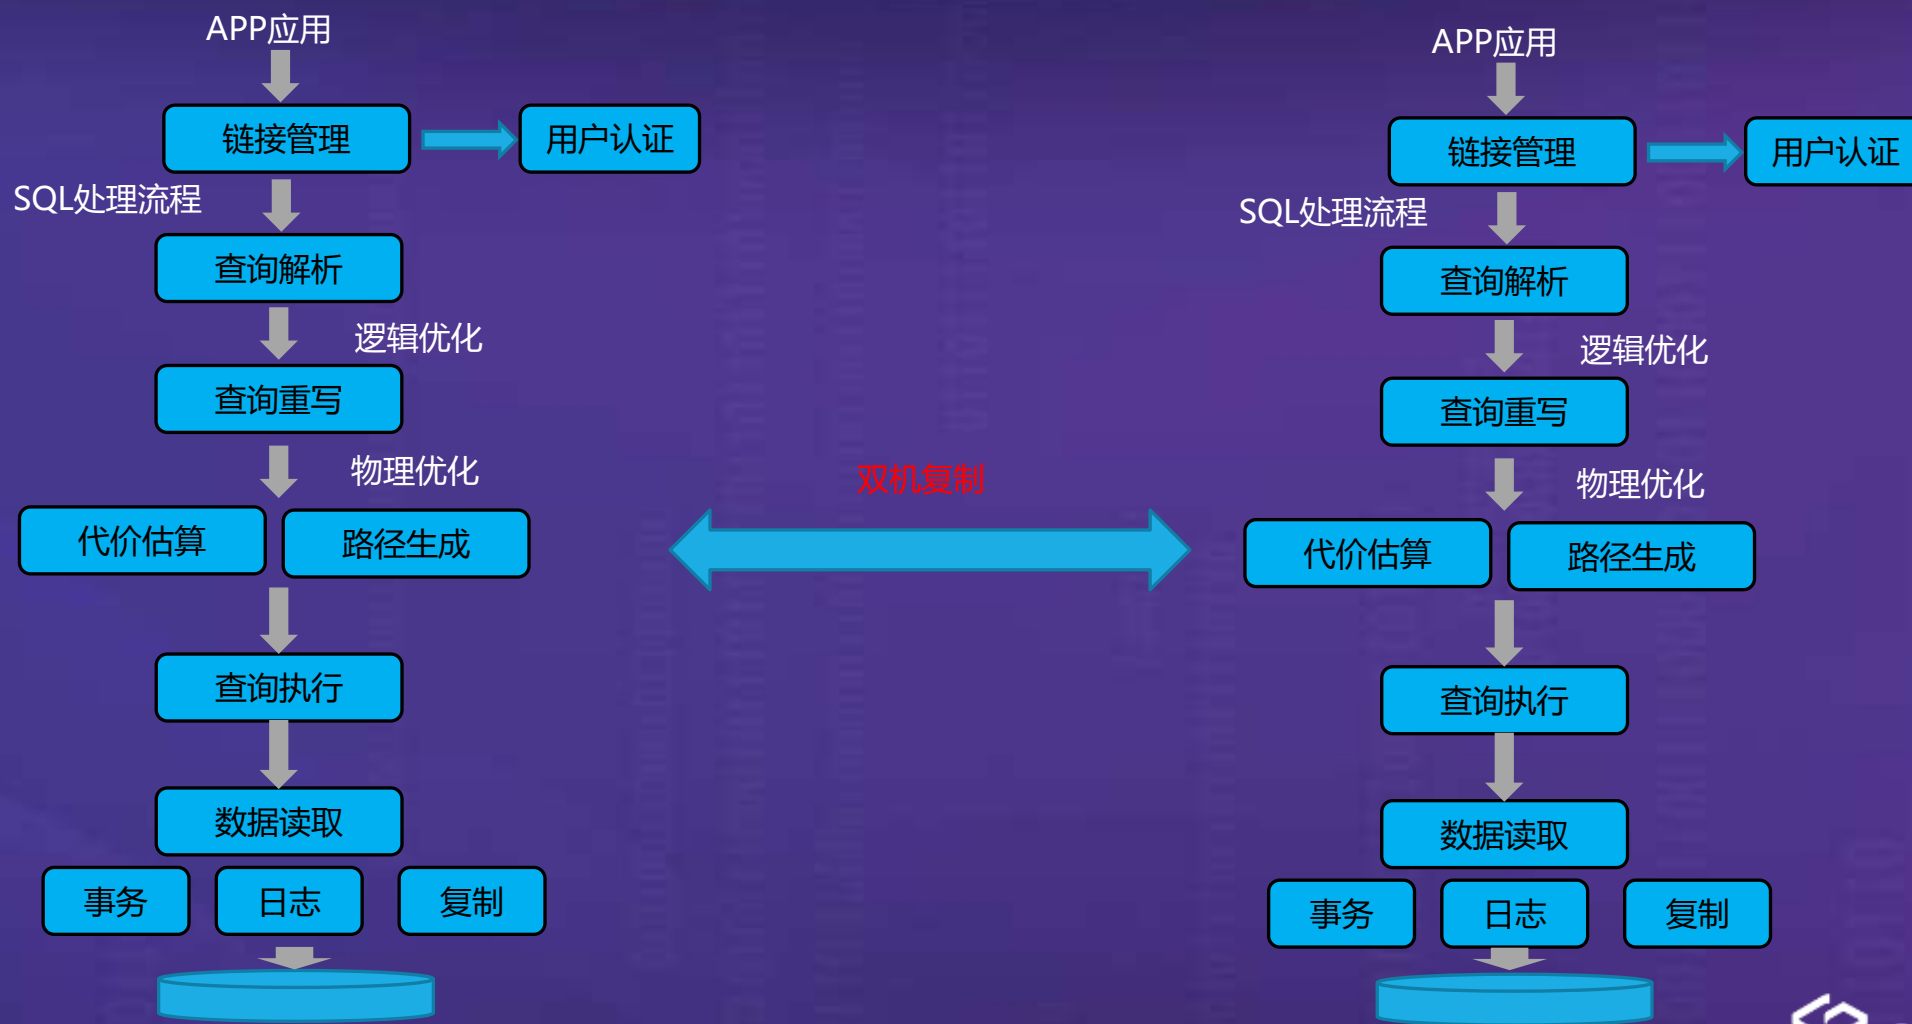 APP应用
链接管理
用户认证
SQL处理流程
查询解析
逻辑优化
查询重写
物理优化
代价估算
路径生成
查询执行
数据读取
事务
日志
复制
双机复制
APP应用
链接管理
用户认证
SQL处理流程
查询解析
逻辑优化
查询重写
物理优化
代价估算
路径生成
查询执行
数据读取
事务
日志
复制